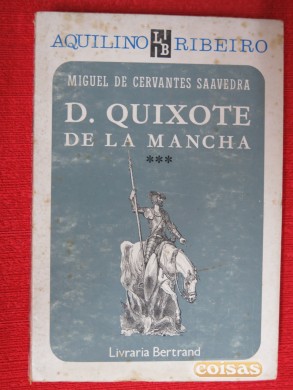 AQUILINO LB RIBEIRO
MIGUEL DE CERVANTES SAAVEDRA
D. QUIXOTE
DE LA MANCHA
***
Livraria Bertrand
coisas